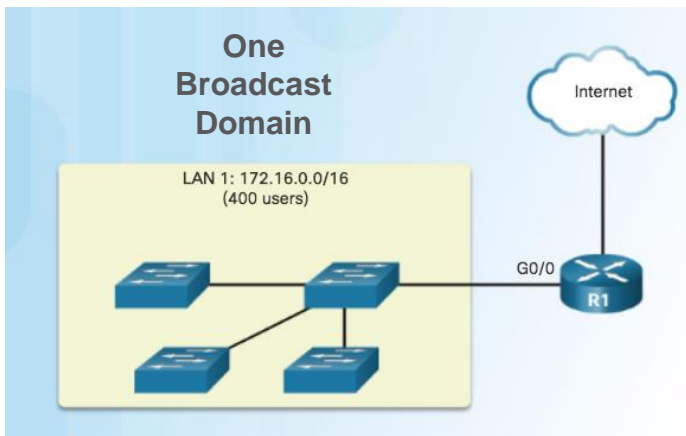 One
Broadcast
Domain
Internet
LAN 1: 172.16.0.0/16
(400 users)
G0/0
R1